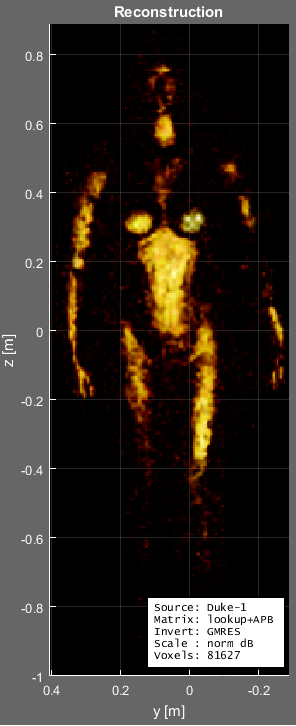 Reconstruction
0.8
0.6
0.4
0.2
0
-0.2
-0.4
-0.6
-0.8
-1
z [m]
0.4 0.2 0 -0.2
y [m]
Source: Duke-1
Matrix: lookup+APB
Invert: GMRES
Scale : norm dB
Voxels: 81627